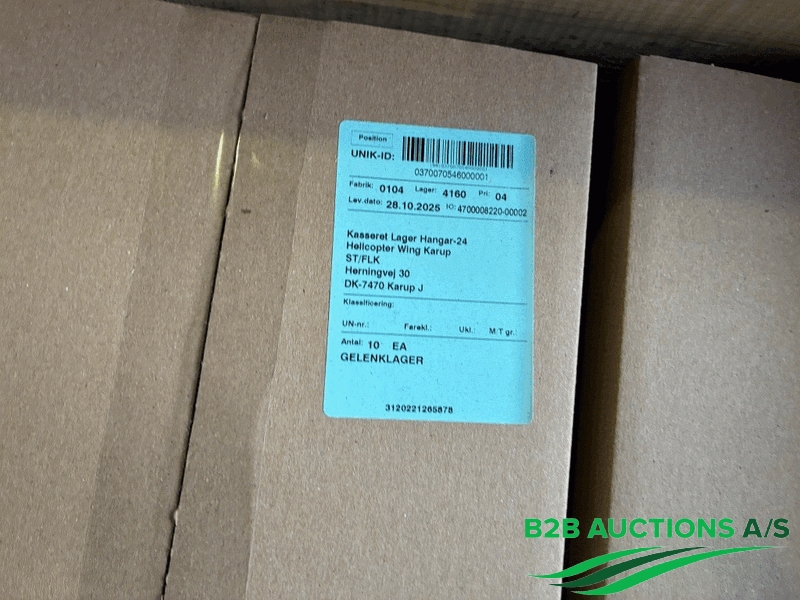 Position
UNIK-ID:
0370070546000001
Fabrik: 0104 Lager: 4160 Pri: 04
Lev.dato: 28.10.2025 IO: 4700008220-00002
Kasseret Lager Hangar-24
Helicopter Wing Karup
ST/FLK
Herningvej 30
DK-7470 Karup J
Klassificering:
UN-nr.: Farekl.: Ukl.: M.T gr.:
Antal: 10 EA
GELENKLAGER
3120221265878
B2B AUCTIONS A/S